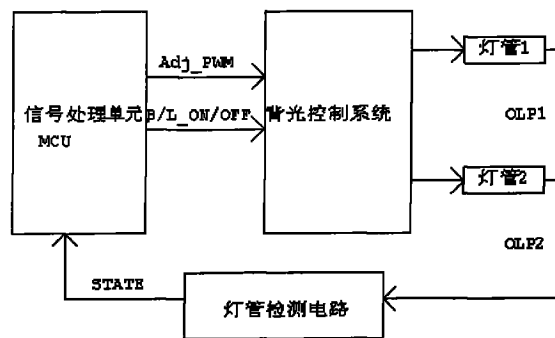 灯管1
Adj_PWM
信号处理单元
MCU
B/L_ON/OFF
背光控制系统
OLP1
灯管2
OLP2
STATE
灯管检测电路